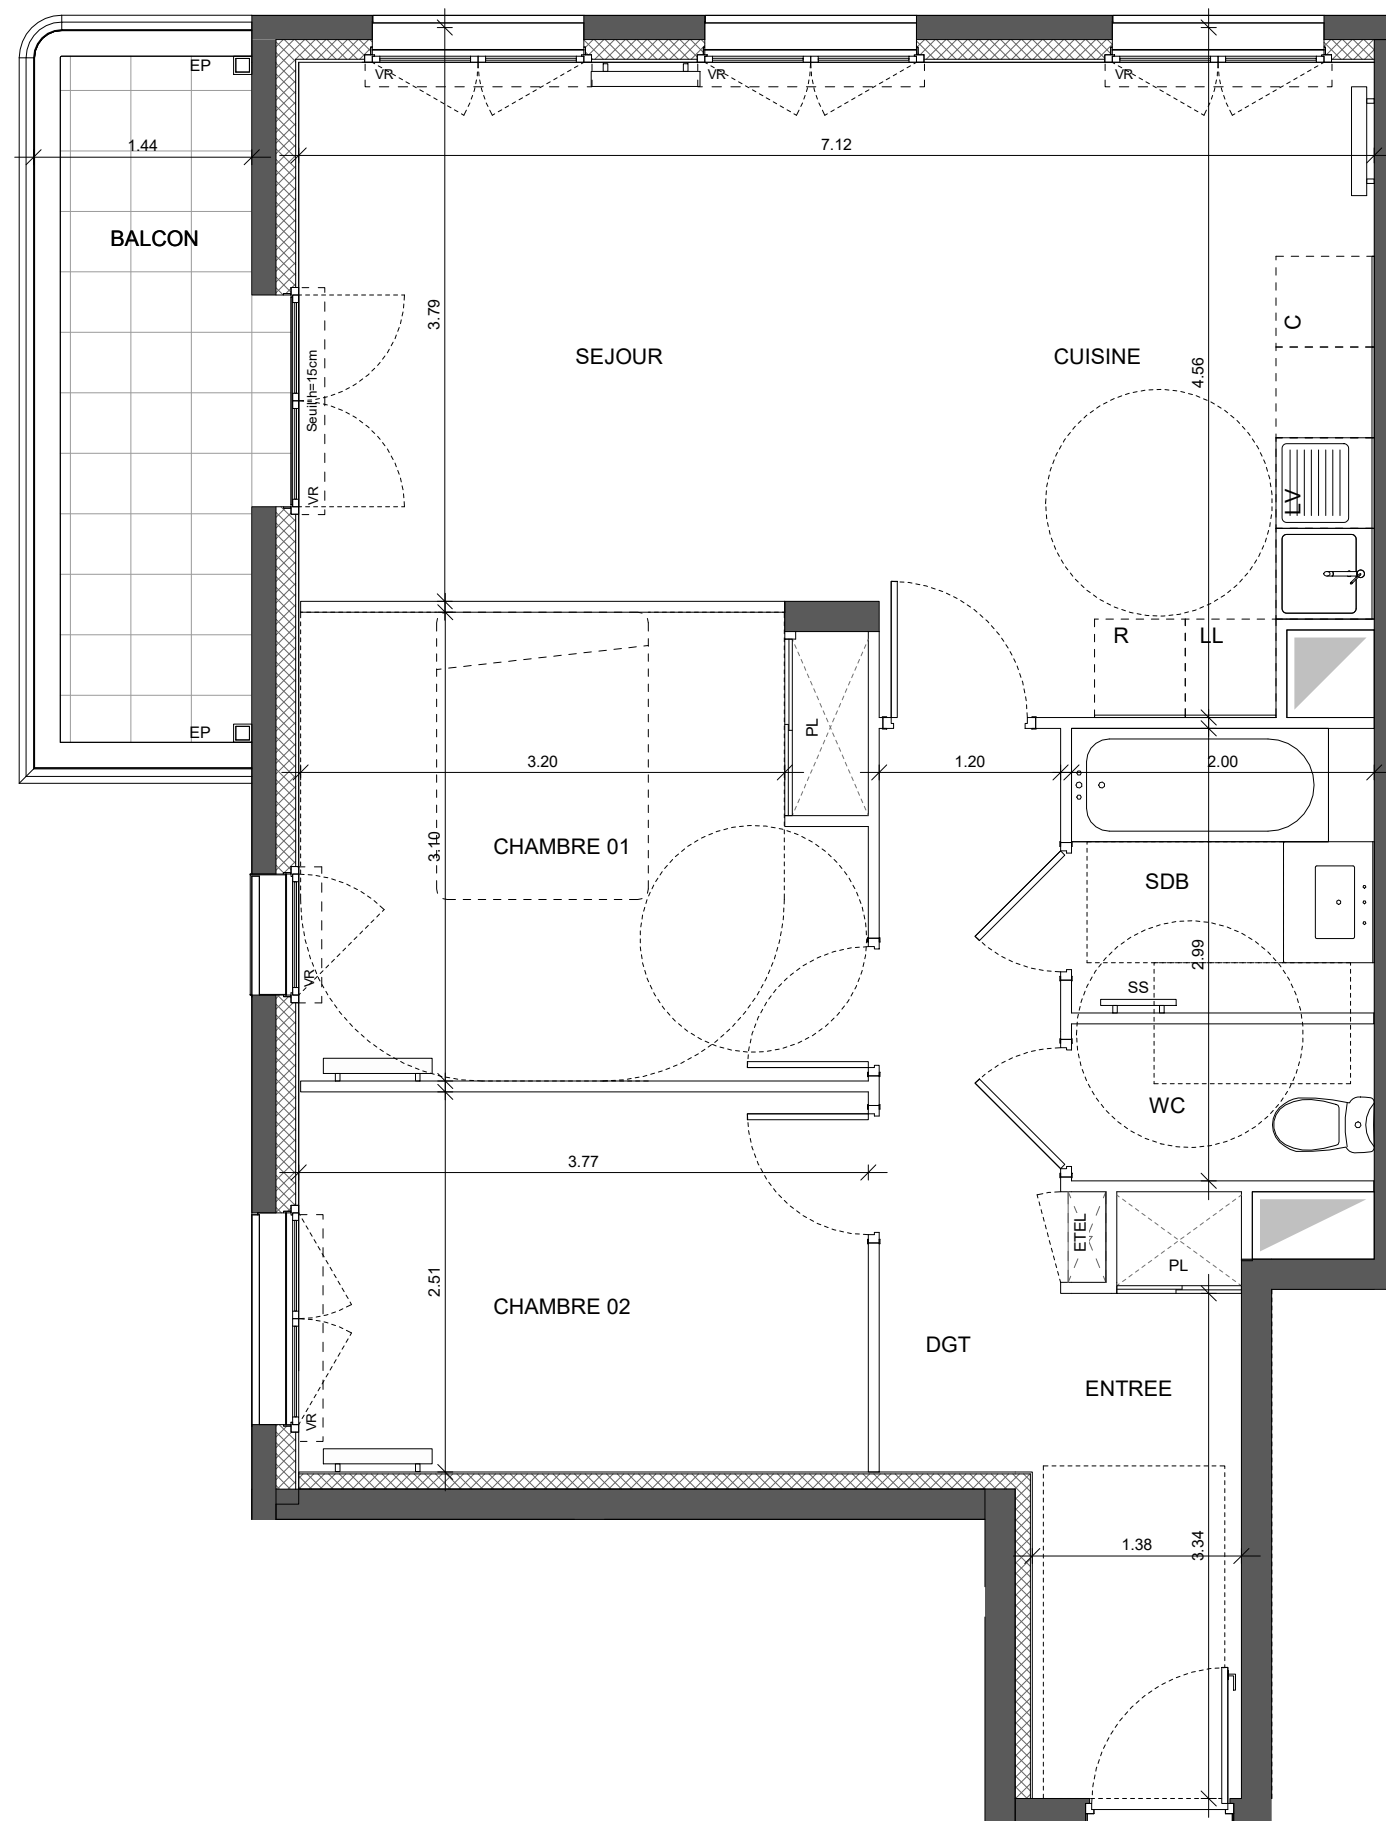 EP
VR
VR
VR
1.44
7.12
BALCON
3.79
SEJOUR
CUISINE
C
4.56
Seuil h=15cm
VR
LV
R
LL
EP
PL
3.20
1.20
2.00
3.10
CHAMBRE 01
SDB
2.99
VR
SS
WC
3.77
ETEL
PL
2.51
CHAMBRE 02
DGT
ENTREE
VR
1.38
3.34